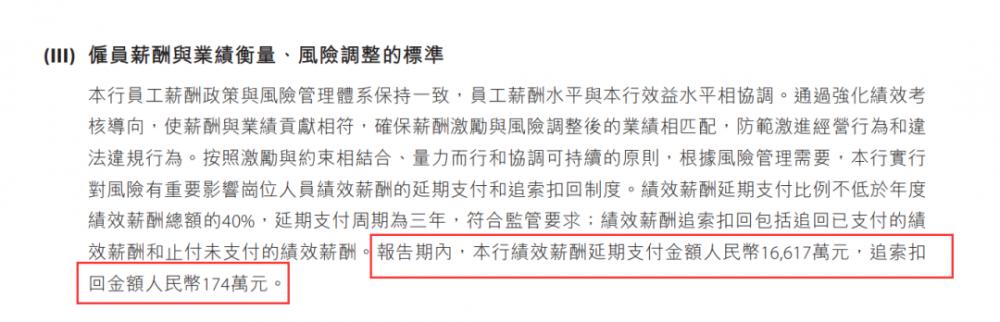 (III) 僱員薪酬與業績衡量、風險調整的標準
本行員工薪酬政策與風險管理體系保持一致，員工薪酬水平與本行效益水平相協調。通過強化績效考
核導向，使薪酬與業績貢獻相符，確保薪酬激勵與風險調整後的業績相匹配，防範激進經營行為和違
法違規行為。按照激勵與約束相結合、量力而行和協調可持續的原則，根據風險管理需要，本行實行
對風險有重要影響崗位人員績效薪酬的延期支付和追索扣回制度。績效薪酬延期支付比例不低於年度
績效薪酬總額的40%，延期支付周期為三年，符合監管要求；績效薪酬追索扣回包括追回已支付的績
效薪酬和止付未支付的績效薪酬。報告期內，本行績效薪酬延期支付金額人民幣16,617萬元，追索扣
回金額人民幣174萬元。